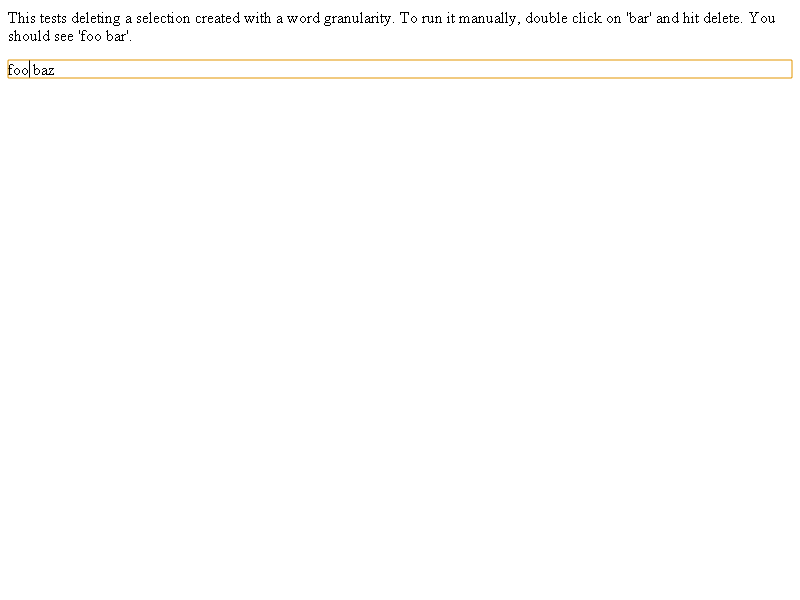 This tests deleting a selection created with a word granularity. To run it manually, double click on 'bar' and hit delete. You
should see 'foo bar'.
foo baz